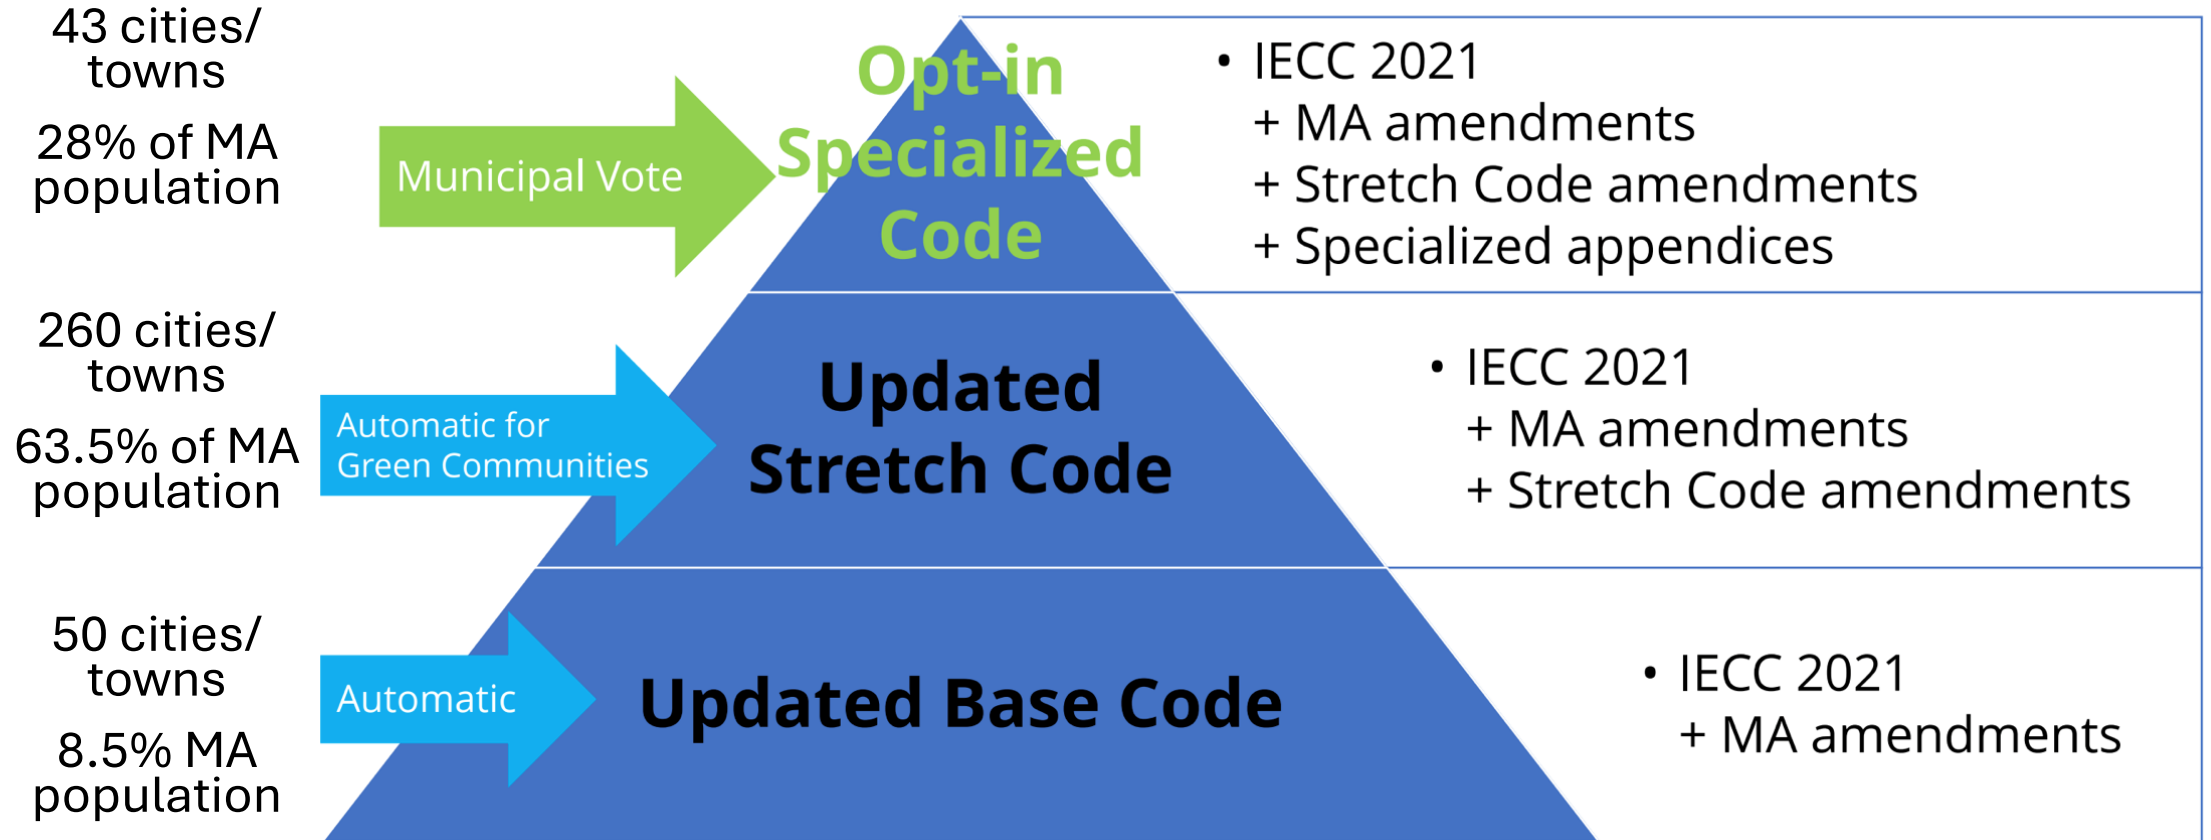 43 cities/
towns
28% of MA
population
Municipal Vote
Opt-in
Specialized
Code
• IECC 2021
+ MA amendments
+ Stretch Code amendments
+ Specialized appendices
260 cities/
towns
63.5% of MA
population
Automatic for
Green Communities
Updated
Stretch Code
• IECC 2021
+ MA amendments
+ Stretch Code amendments
50 cities/
towns
8.5% MA
population
Automatic
Updated Base Code
• IECC 2021
+ MA amendments